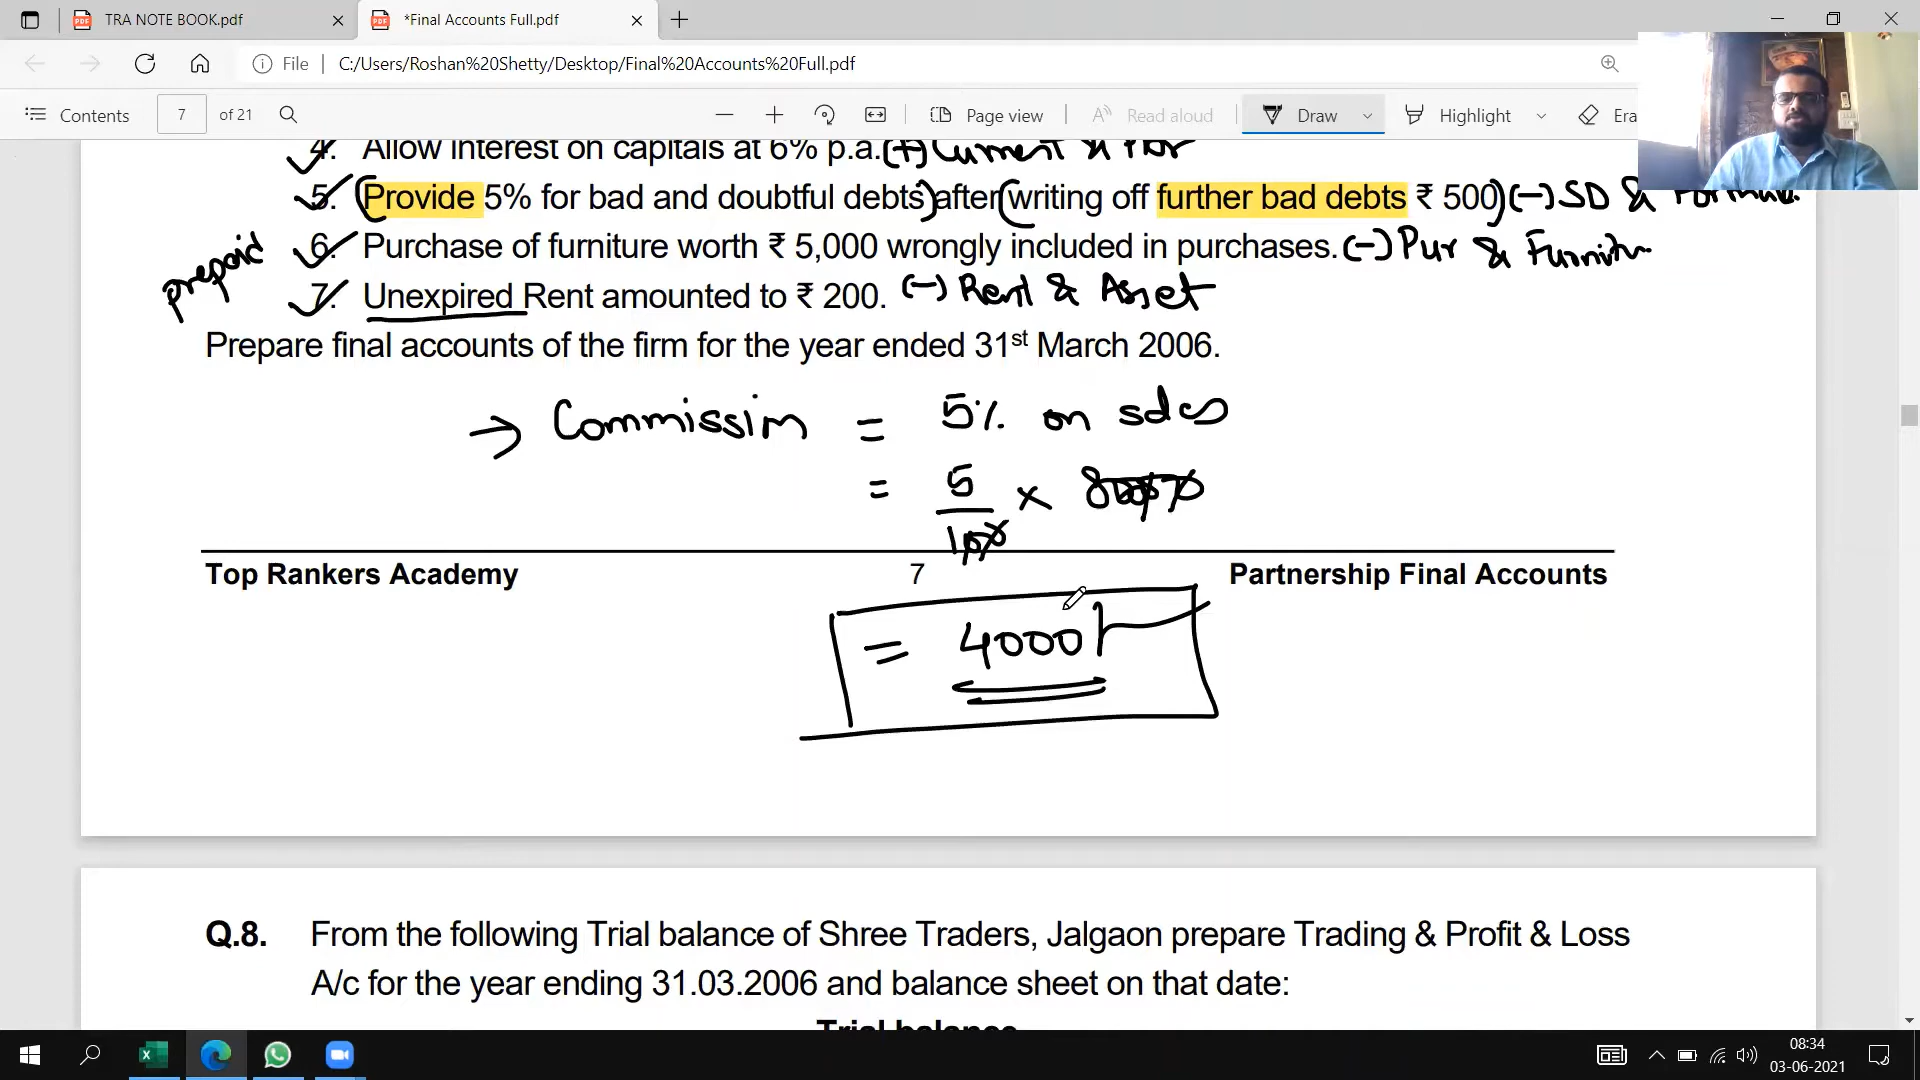 TRA NOTE BOOK.pdf
*Final Accounts Full.pdf
File
C:/Users/Roshan%20Shetty/Desktop/Final%20Accounts%20Full.pdf
Contents
7
of 21
Page view
Read aloud
Draw
Highlight
Era
4. Allow interest on capitals at 6% p.a. (+) Current &
5. (Provide 5% for bad and doubtful debts) after (writing off further bad debts ₹ 500) (-) SD &
6. Purchase of furniture worth ₹ 5,000 wrongly included in purchases. (-) Pur & Furnitu
prepaid
7. Unexpired Rent amounted to ₹ 200. (-) Rent & Asset
Prepare final accounts of the firm for the year ended 31st March 2006.
→ Commission = 5% on sales
= 5/100 × 80000
Top Rankers Academy 7 Partnership Final Accounts
= 4000
Q.8. From the following Trial balance of Shree Traders, Jalgaon prepare Trading & Profit & Loss
A/c for the year ending 31.03.2006 and balance sheet on that date:
Trial balance
08:34
03-06-2021